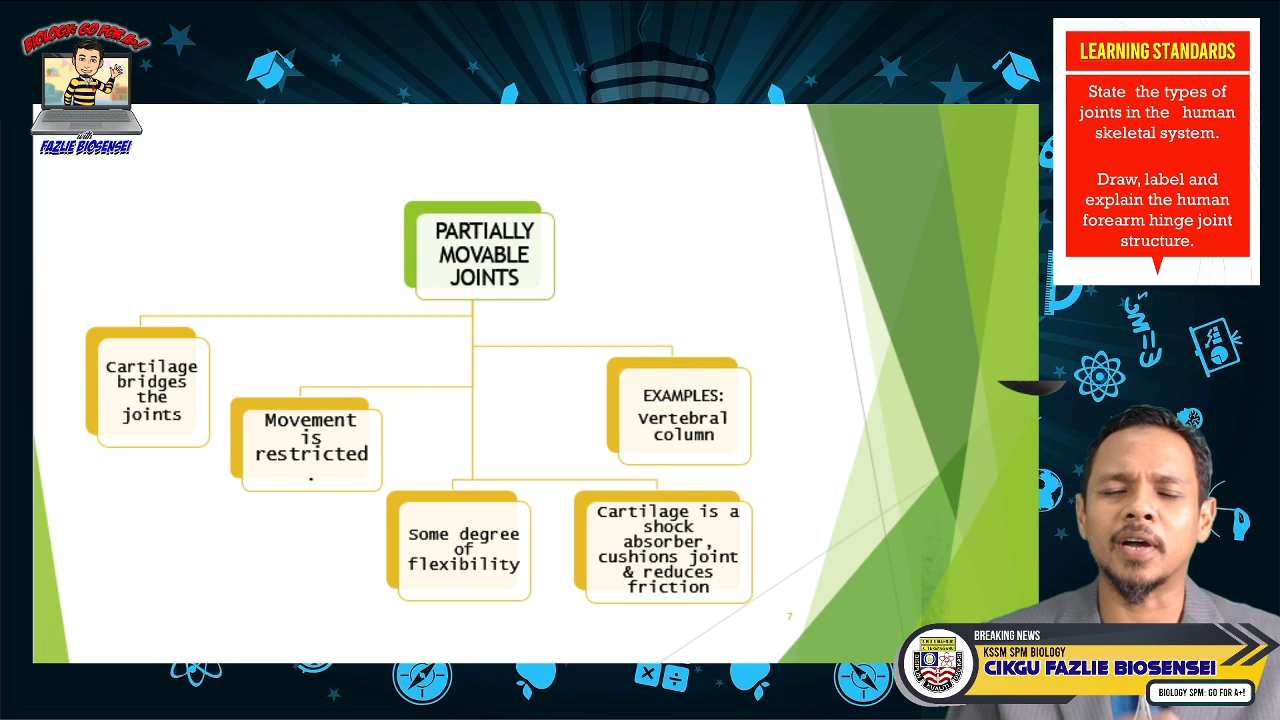 BIOLOGY: GO FOR A+!
with
FAZLIE BIOSENSEI
LEARNING STANDARDS
State the types of
joints in the human
skeletal system.
Draw, label and
explain the human
forearm hinge joint
structure.
PARTIALLY
MOVABLE
JOINTS
Cartilage
bridges
the
joints
Movement
is
restricted
.
EXAMPLES:
Vertebral
column
Some degree
of
flexibility
Cartilage is a
shock
absorber,
cushions joint
& reduces
friction
7
BREAKING NEWS
KSSM SPM BIOLOGY
CIKGU FAZLIE BIOSENSEI
BIOLOGY SPM: GO FOR A+!